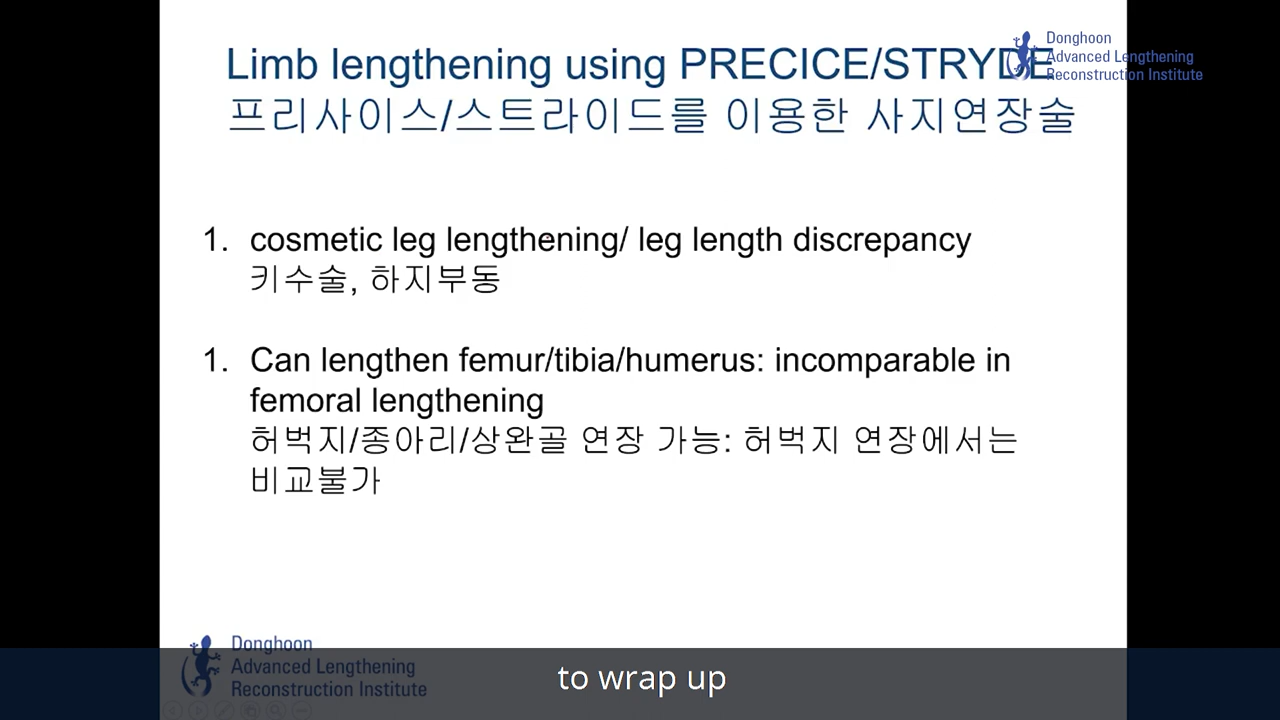 Limb lengthening using PRECICE/STRYDE
프리사이스/스트라이드를 이용한 사지연장술
Donghoon
Advanced Lengthening
Reconstruction Institute
1. cosmetic leg lengthening/ leg length discrepancy
키수술, 하지부동
1. Can lengthen femur/tibia/humerus: incomparable in
femoral lengthening
허벅지/종아리/상완골 연장 가능: 허벅지 연장에서는
비교불가
Donghoon
Advanced Lengthening
Reconstruction Institute
to wrap up